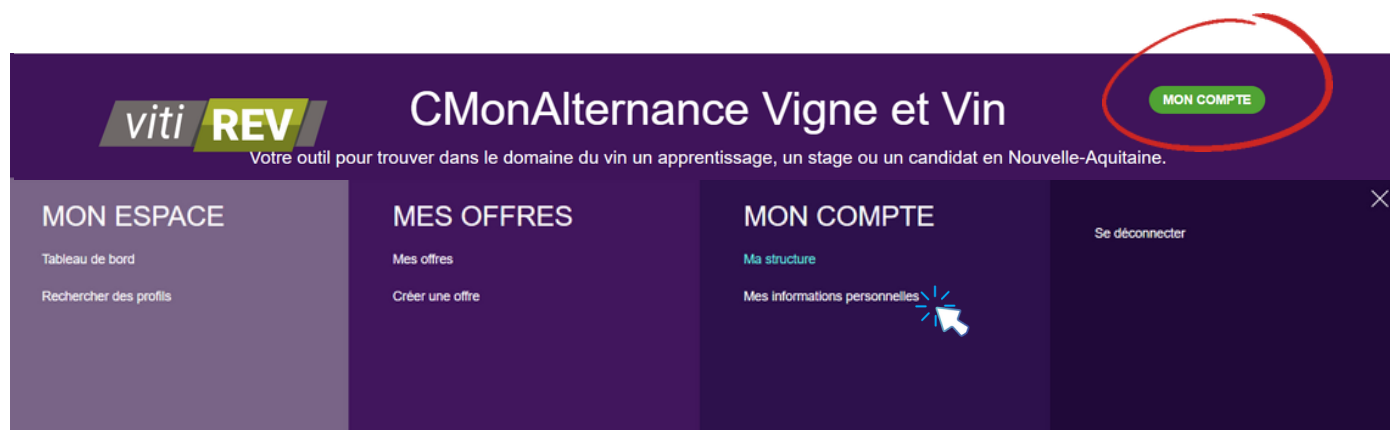 viti REV
CMonAlternance Vigne et Vin
MON COMPTE
Votre outil pour trouver dans le domaine du vin un apprentissage, un stage ou un candidat en Nouvelle-Aquitaine.
MON ESPACE
Tableau de bord
Rechercher des profils
MES OFFRES
Mes offres
Créer une offre
MON COMPTE
Ma structure
Mes informations personnelles
Se déconnecter